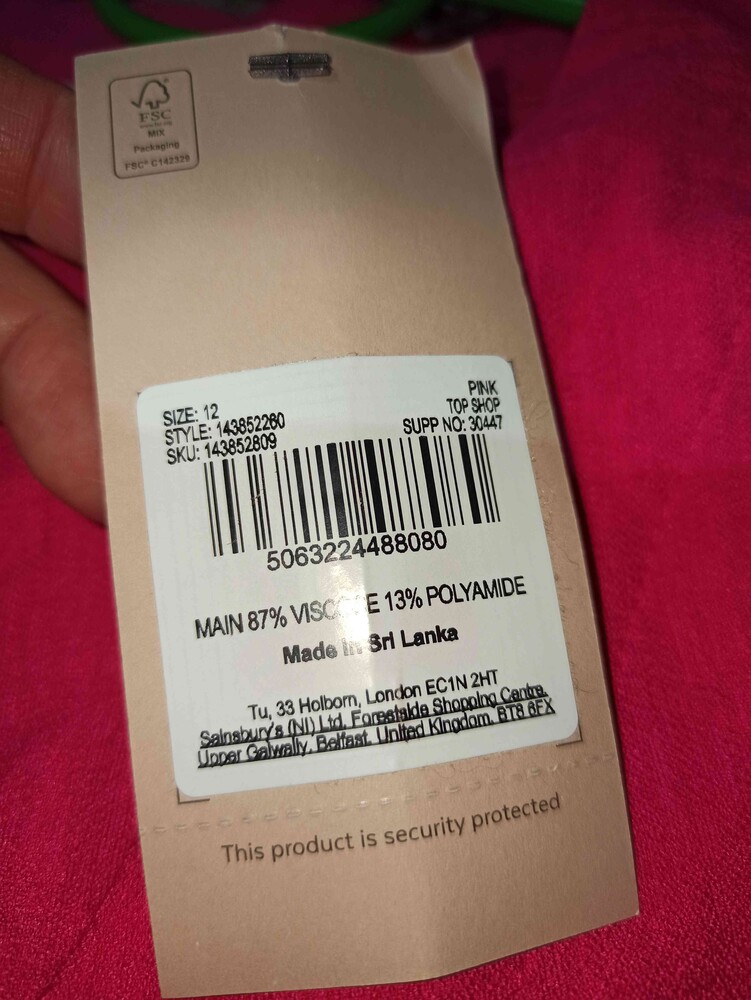 FSC
MIX
Packaging
FSC® C142328
SIZE: 12
STYLE: 143852260
SKU: 143852809
PINK
TOP SHOP
SUPP NO: 30447
5063224488080
MAIN 87% VISCOSE 13% POLYAMIDE
Made in Sri Lanka
Tu, 33 Holborn, London EC1N 2HT
Sainsbury's (NI) Ltd, Forestside Shopping Centre,
Upper Galwally, Belfast, United Kingdom, BT8 6FX
This product is security protected